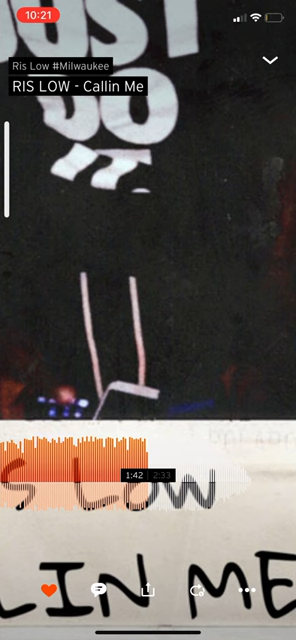 10:21
JUST
DO
IT
Ris Low #Milwaukee
RIS LOW - Callin Me
1:42 | 2:33
S LOW
LIN ME